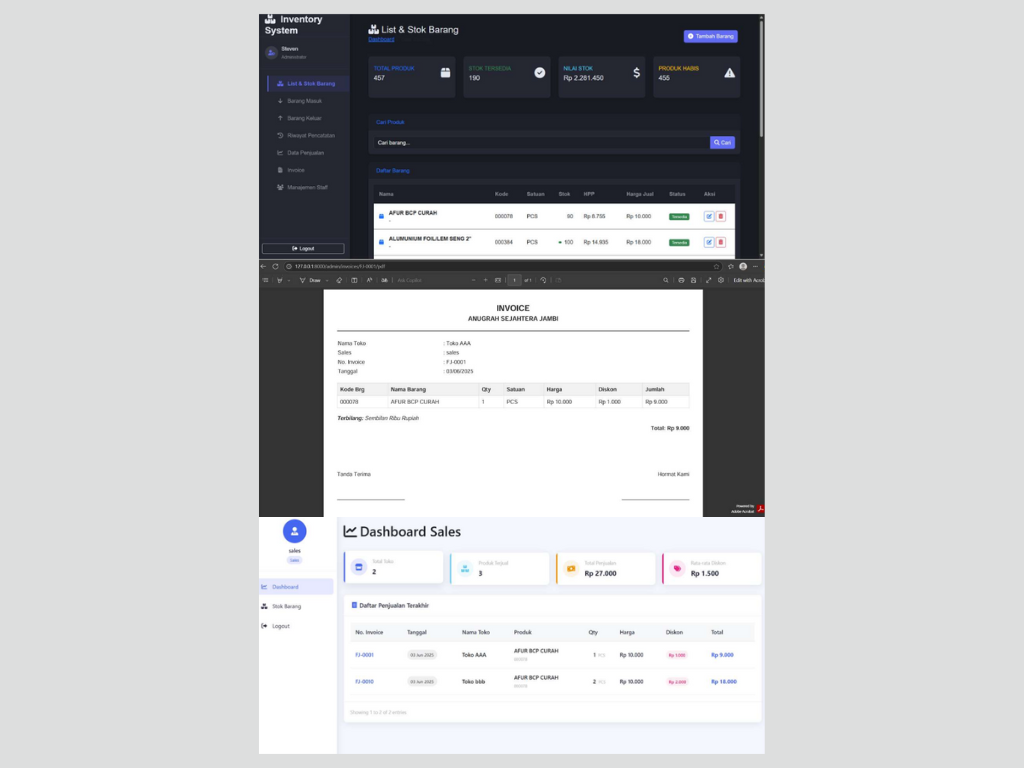 Inventory System
Steven
Administrator
List & Stok Barang
Barang Masuk
Barang Keluar
Riwayat Pencatatan
Data Penjualan
Invoice
Manajemen Staff
Logout
List & Stok Barang
Dashboard
Tambah Barang
TOTAL PRODUK
457
STOK TERSEDIA
190
NILAI STOK
Rp 2.281.450
PRODUK HABIS
455
Cari Produk
Cari barang...
Cari
Daftar Barang
Nama Kode Satuan Stok HPP Harga Jual Status Aksi
AFUR BCP CURAH 000078 PCS 90 Rp 8.755 Rp 10.000 Tersedia
-
ALUMUNIUM FOIL/LEM SENG 2" 000384 PCS 100 Rp 14.935 Rp 18.000 Tersedia
127.0.0.1:8000/admin/invoices/FJ-0001/pdf
Draw Ask Copilot 1 of 1 Edit with Acrob
INVOICE
ANUGRAH SEJAHTERA JAMBI
Nama Toko : Toko AAA
Sales : sales
No. Invoice : FJ-0001
Tanggal : 03/06/2025
Kode Brg Nama Barang Qty Satuan Harga Diskon Jumlah
000078 AFUR BCP CURAH 1 PCS Rp 10.000 Rp 1.000 Rp 9.000
Terbilang: Sembilan Ribu Rupiah
Total: Rp 9.000
Tanda Terima Hormat Kami
Powered by
Adobe Acrobat
sales
Sales
Dashboard
Stok Barang
Logout
Dashboard Sales
Total Toko
2
Produk Terjual
3
Total Penjualan
Rp 27.000
Rata-rata Diskon
Rp 1.500
Daftar Penjualan Terakhir
No. Invoice Tanggal Nama Toko Produk Qty Harga Diskon Total
FJ-0001 03 Jun 2025 Toko AAA AFUR BCP CURAH 1 PCS Rp 10.000 Rp 1.000 Rp 9.000
FJ-0010 03 Jun 2025 Toko bbb AFUR BCP CURAH 2 PCS Rp 10.000 Rp 2.000 Rp 18.000
Showing 1 to 2 of 2 entries